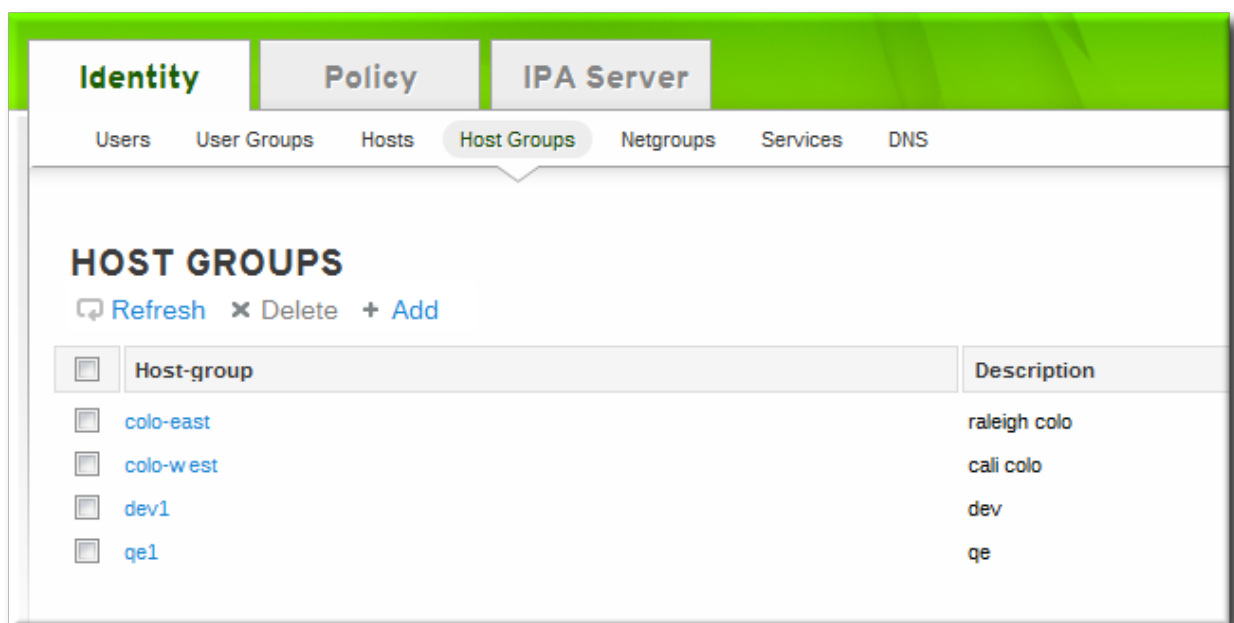 Identity Policy IPA Server
Users User Groups Hosts Host Groups Netgroups Services DNS
HOST GROUPS
Refresh Delete + Add
Host-group Description
colo-east raleigh colo
colo-west cali colo
dev1 dev
qe1 qe